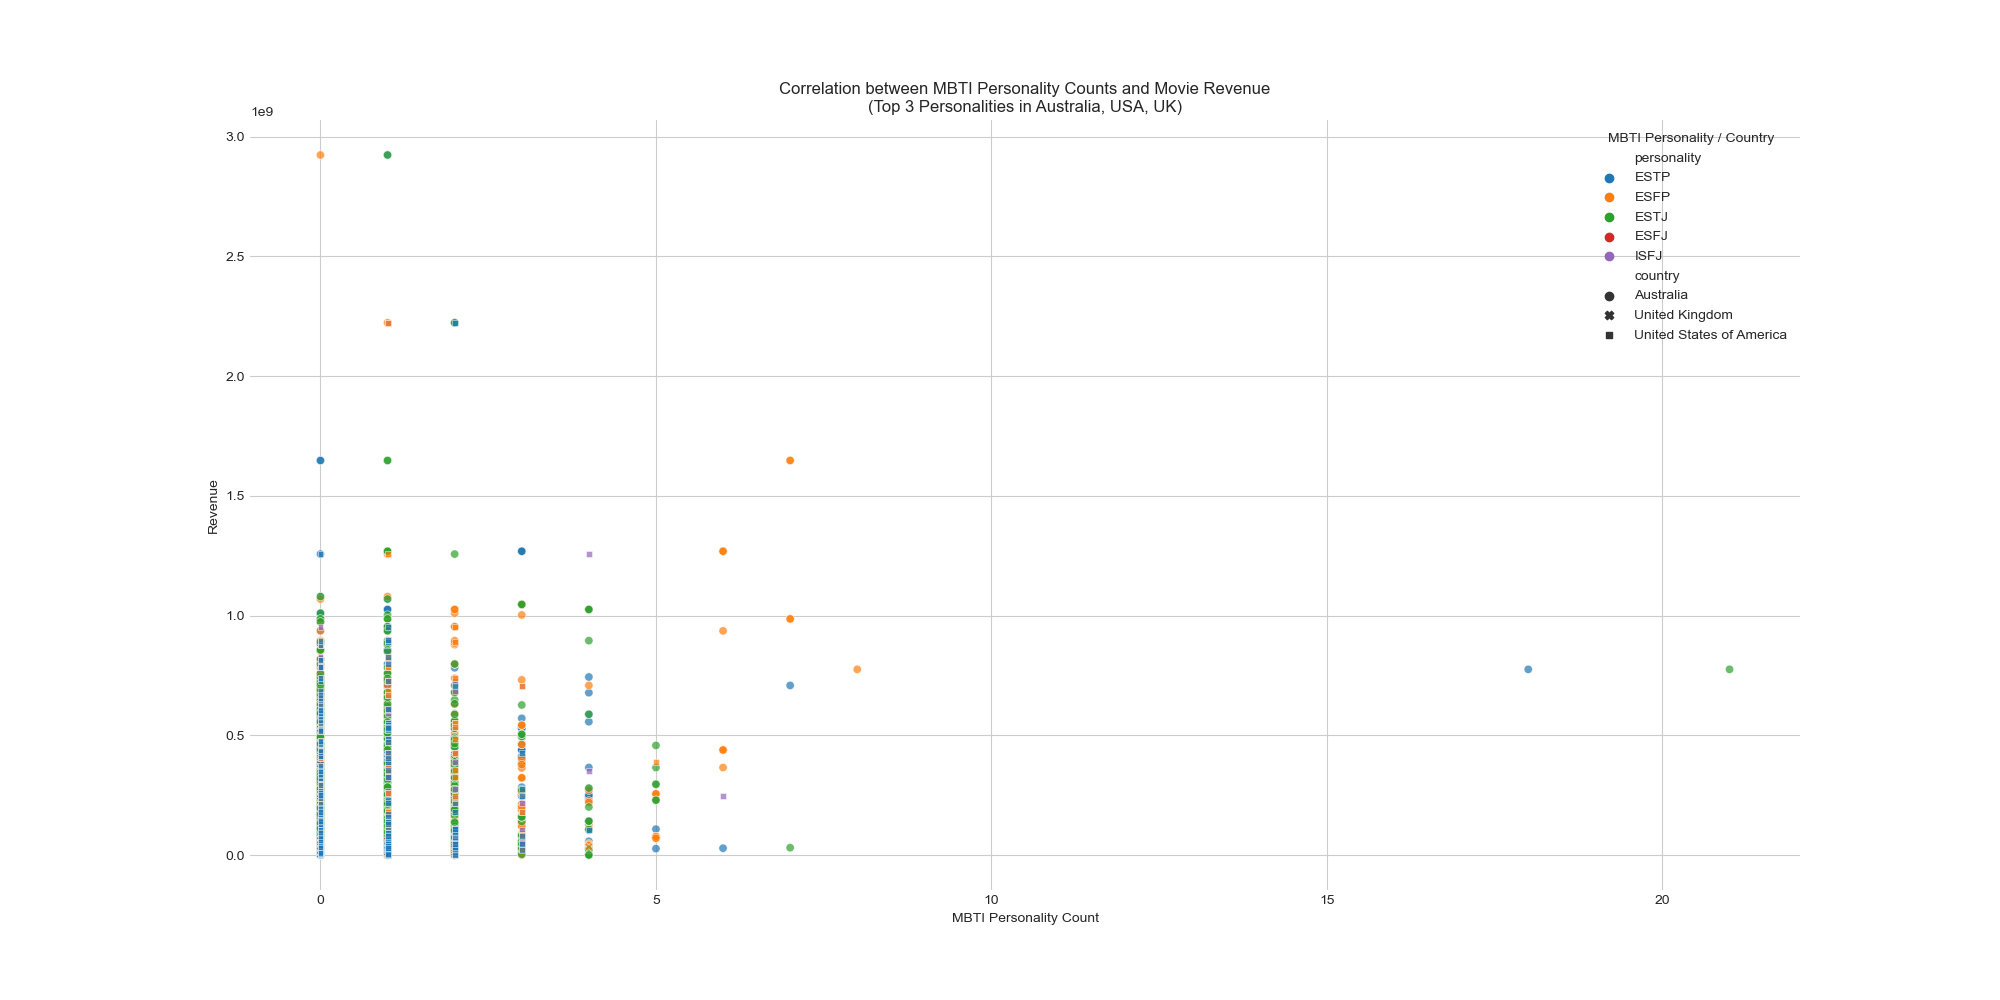 Correlation between MBTI Personality Counts and Movie Revenue
(Top 3 Personalities in Australia, USA, UK)
1e9
3.0
2.5
2.0
1.5
1.0
0.5
0.0
Revenue
MBTI Personality / Country
personality
ESTP
ESFP
ESTJ
ESFJ
ISFJ
country
Australia
United Kingdom
United States of America
0
5
10
15
20
MBTI Personality Count